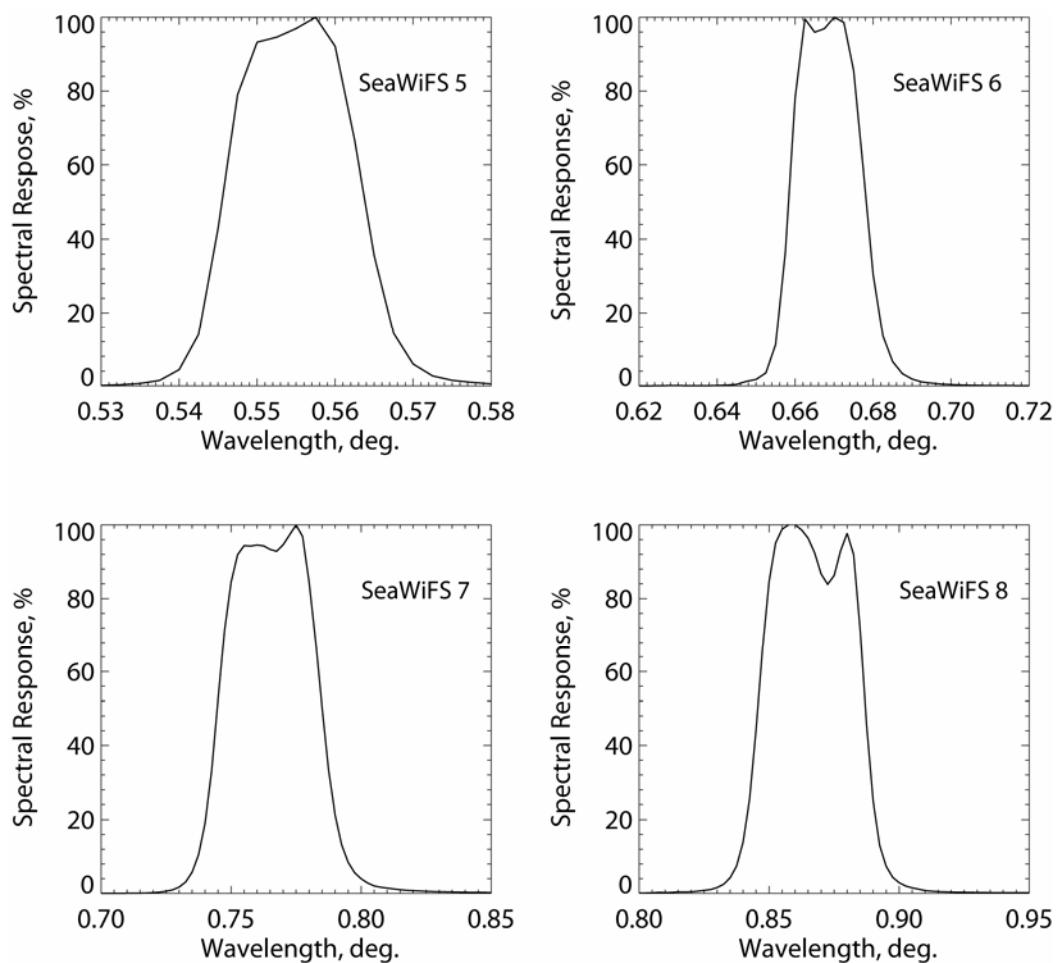 100
80
60
40
20
0
Spectral Respose, %
SeaWiFS 5
0.53 0.54 0.55 0.56 0.57 0.58
Wavelength, deg.
100
80
60
40
20
0
Spectral Response, %
SeaWiFS 6
0.62 0.64 0.66 0.68 0.70 0.72
Wavelength, deg.
100
80
60
40
20
0
Spectral Response, %
SeaWiFS 7
0.70 0.75 0.80 0.85
Wavelength, deg.
100
80
60
40
20
0
Spectral Response, %
SeaWiFS 8
0.80 0.85 0.90 0.95
Wavelength, deg.